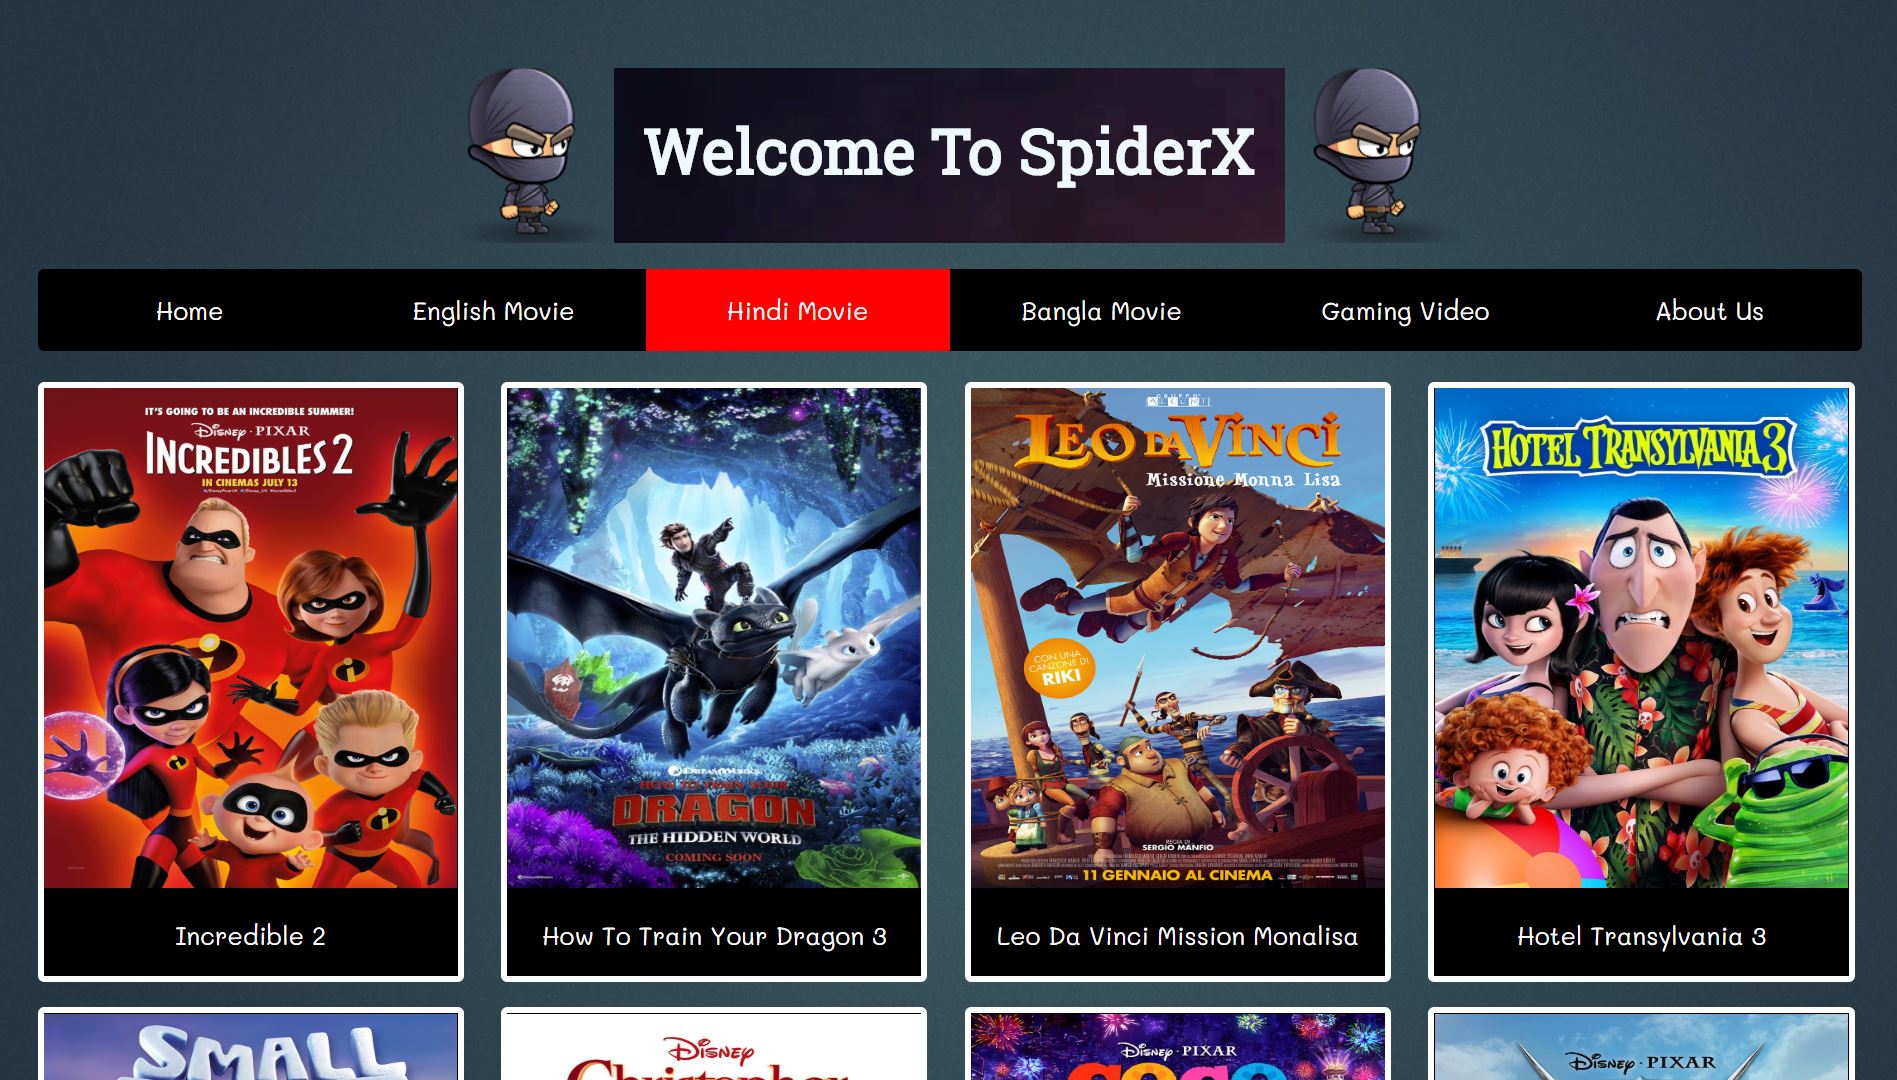 Welcome To SpiderX
Home
English Movie
Hindi Movie
Bangla Movie
Gaming Video
About Us
IT'S GOING TO BE AN INCREDIBLE SUMMER!
DISNEY · PIXAR
INCREDIBLES 2
IN CINEMAS JULY 13
DREAMWORKS
HOW TO TRAIN YOUR
DRAGON
THE HIDDEN WORLD
COMING SOON
LEO DA VINCI
Missione Monna Lisa
CON UNA
CANZONE DI
RIKI
REGIA DI
SERGIO MANFIO
11 GENNAIO AL CINEMA
HOTEL TRANSYLVANIA 3
Incredible 2
How To Train Your Dragon 3
Leo Da Vinci Mission Monalisa
Hotel Transylvania 3
SMALL
DISNEY
Christopher
DISNEY · PIXAR
COCO
DISNEY · PIXAR